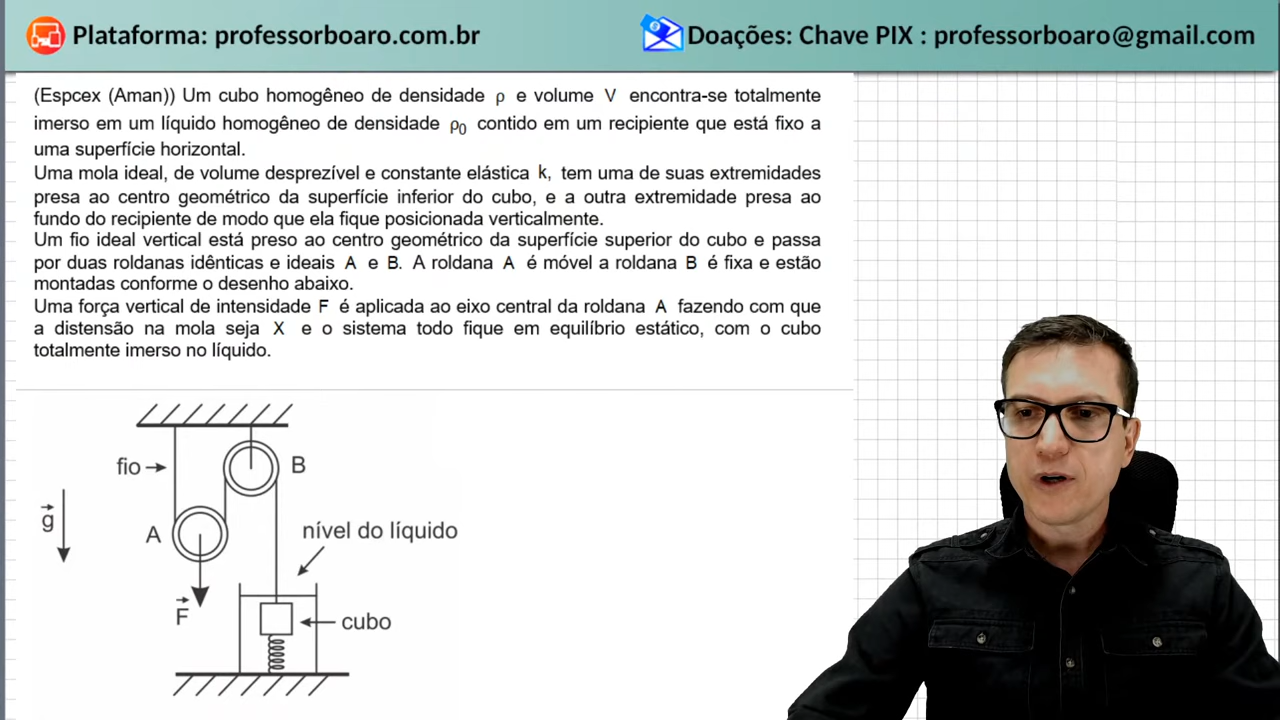 Plataforma: professorboaro.com.br
Doações: Chave PIX : professorboaro@gmail.com
(Espcex (Aman)) Um cubo homogêneo de densidade ρ e volume V encontra-se totalmente
imerso em um líquido homogêneo de densidade ρ₀ contido em um recipiente que está fixo a
uma superfície horizontal.
Uma mola ideal, de volume desprezível e constante elástica k, tem uma de suas extremidades
presa ao centro geométrico da superfície inferior do cubo, e a outra extremidade presa ao
fundo do recipiente de modo que ela fique posicionada verticalmente.
Um fio ideal vertical está preso ao centro geométrico da superfície superior do cubo e passa
por duas roldanas idênticas e ideais A e B. A roldana A é móvel a roldana B é fixa e estão
montadas conforme o desenho abaixo.
Uma força vertical de intensidade F é aplicada ao eixo central da roldana A fazendo com que
a distensão na mola seja X e o sistema todo fique em equilíbrio estático, com o cubo
totalmente imerso no líquido.
fio
B
g
A
nível do líquido
F
cubo